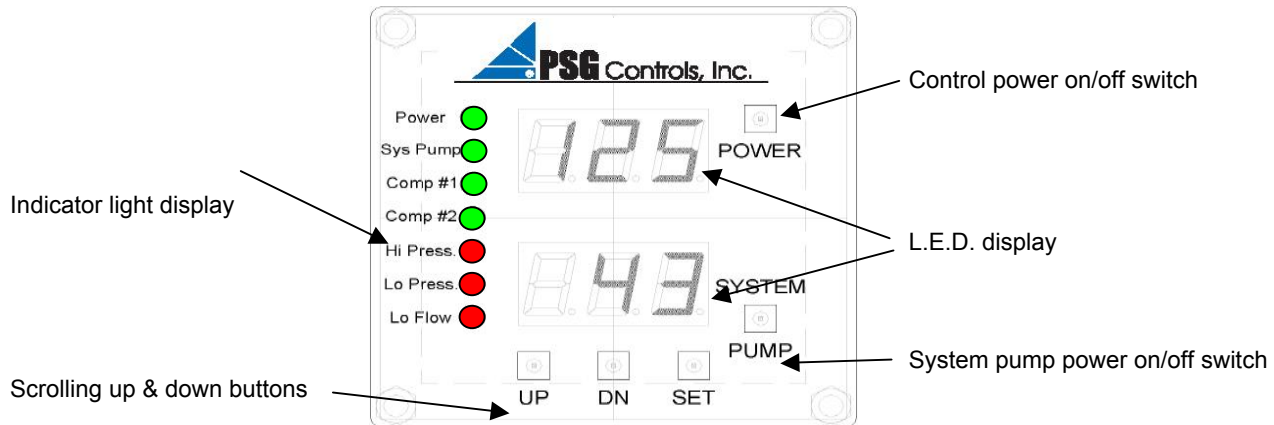 PSG Controls, Inc.
Control power on/off switch
Power
125
POWER
Sys Pump
Comp #1
Indicator light display
Comp #2
Hi Press.
L.E.D. display
Lo Press.
43
SYSTEM
Lo Flow
PUMP
System pump power on/off switch
Scrolling up & down buttons
UP DN SET